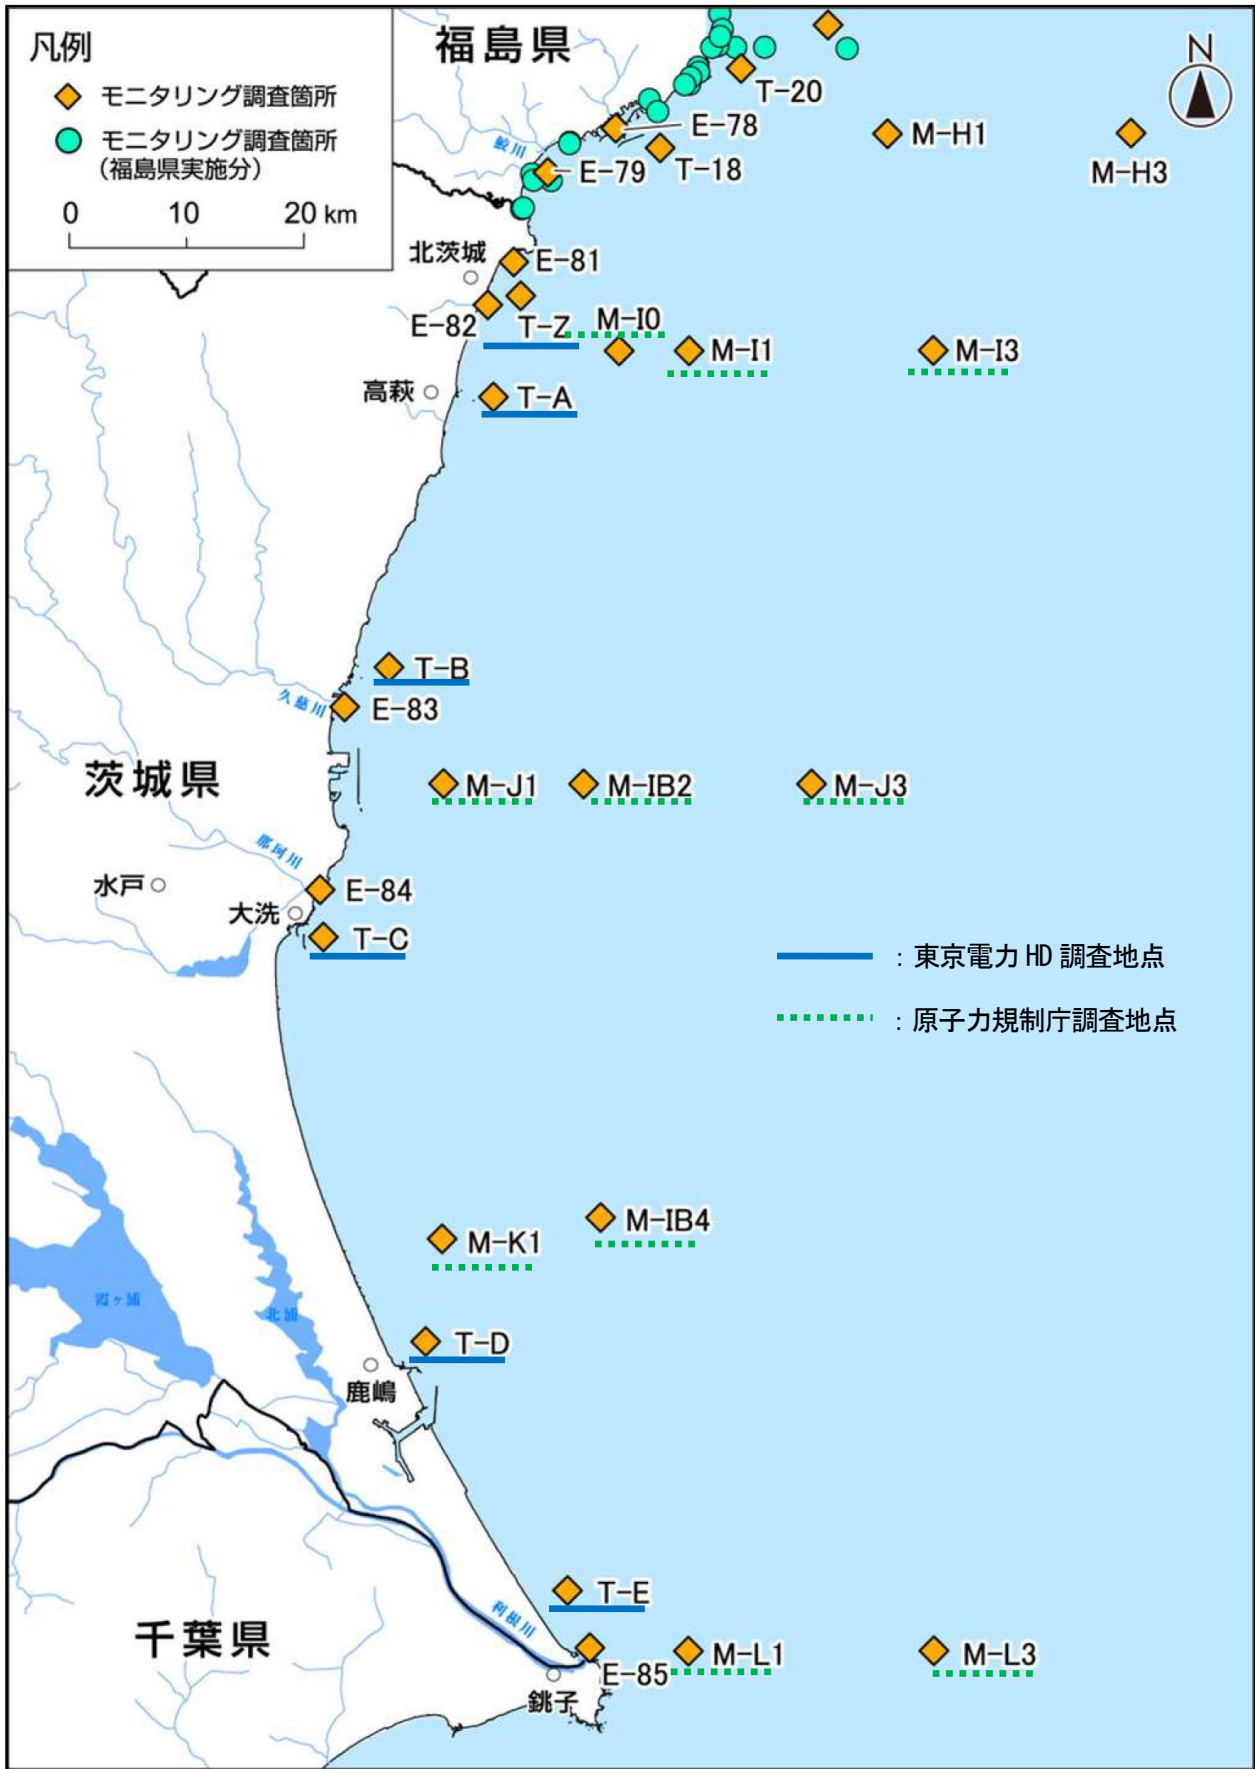 凡例
モニタリング調査箇所
モニタリング調査箇所
(福島県実施分)
0 10 20 km
福島県
N
T-20
E-78
M-H1
鮫川
E-79
T-18
M-H3
北茨城
E-81
E-82
T-Z
M-I0
M-I1
M-I3
高萩
T-A
T-B
久慈川
E-83
茨城県
M-J1
M-IB2
M-J3
那珂川
水戸
E-84
大洗
T-C
：東京電力 HD 調査地点
：原子力規制庁調査地点
M-IB4
M-K1
霞ヶ浦
北浦
T-D
鹿嶋
T-E
利根川
千葉県
E-85
M-L1
M-L3
銚子